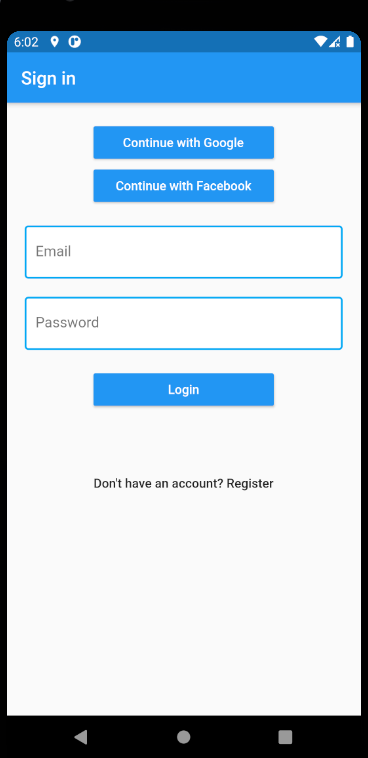 6:02
Sign in
Continue with Google
Continue with Facebook
Email
Password
Login
Don't have an account? Register